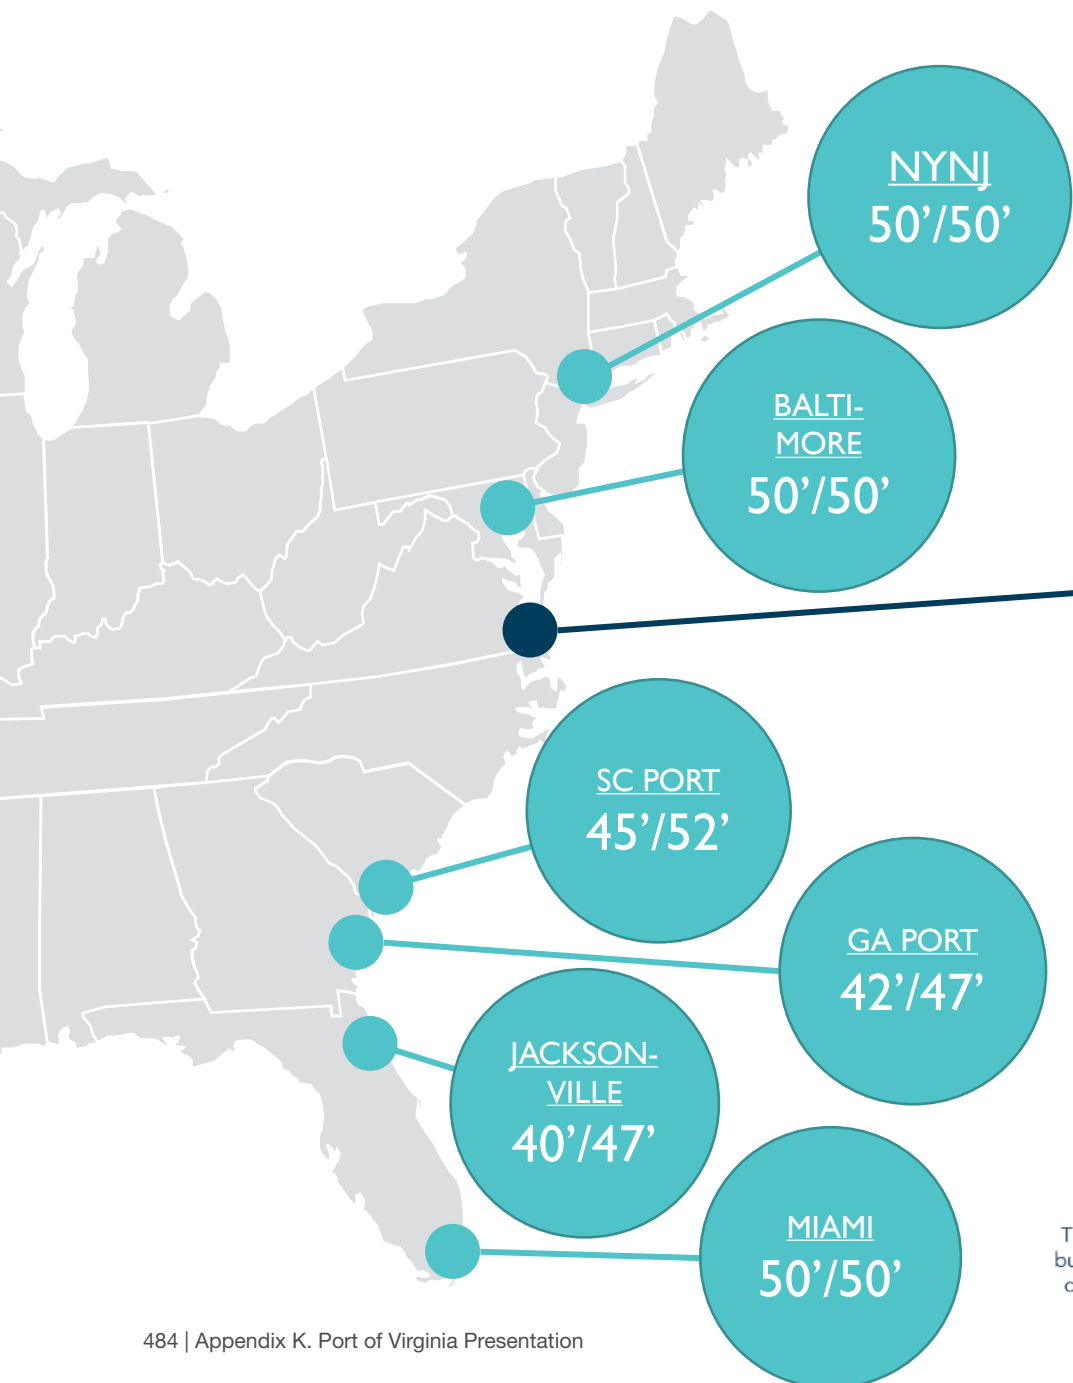 NYNJ
50’/50’
BALTI-
MORE
50’/50’
SC PORT
45’/52’
GA PORT
42’/47’
JACKSON-
VILLE
40’/47’
MIAMI
50’/50’
484 | Appendix K. Port of Virginia Presentation